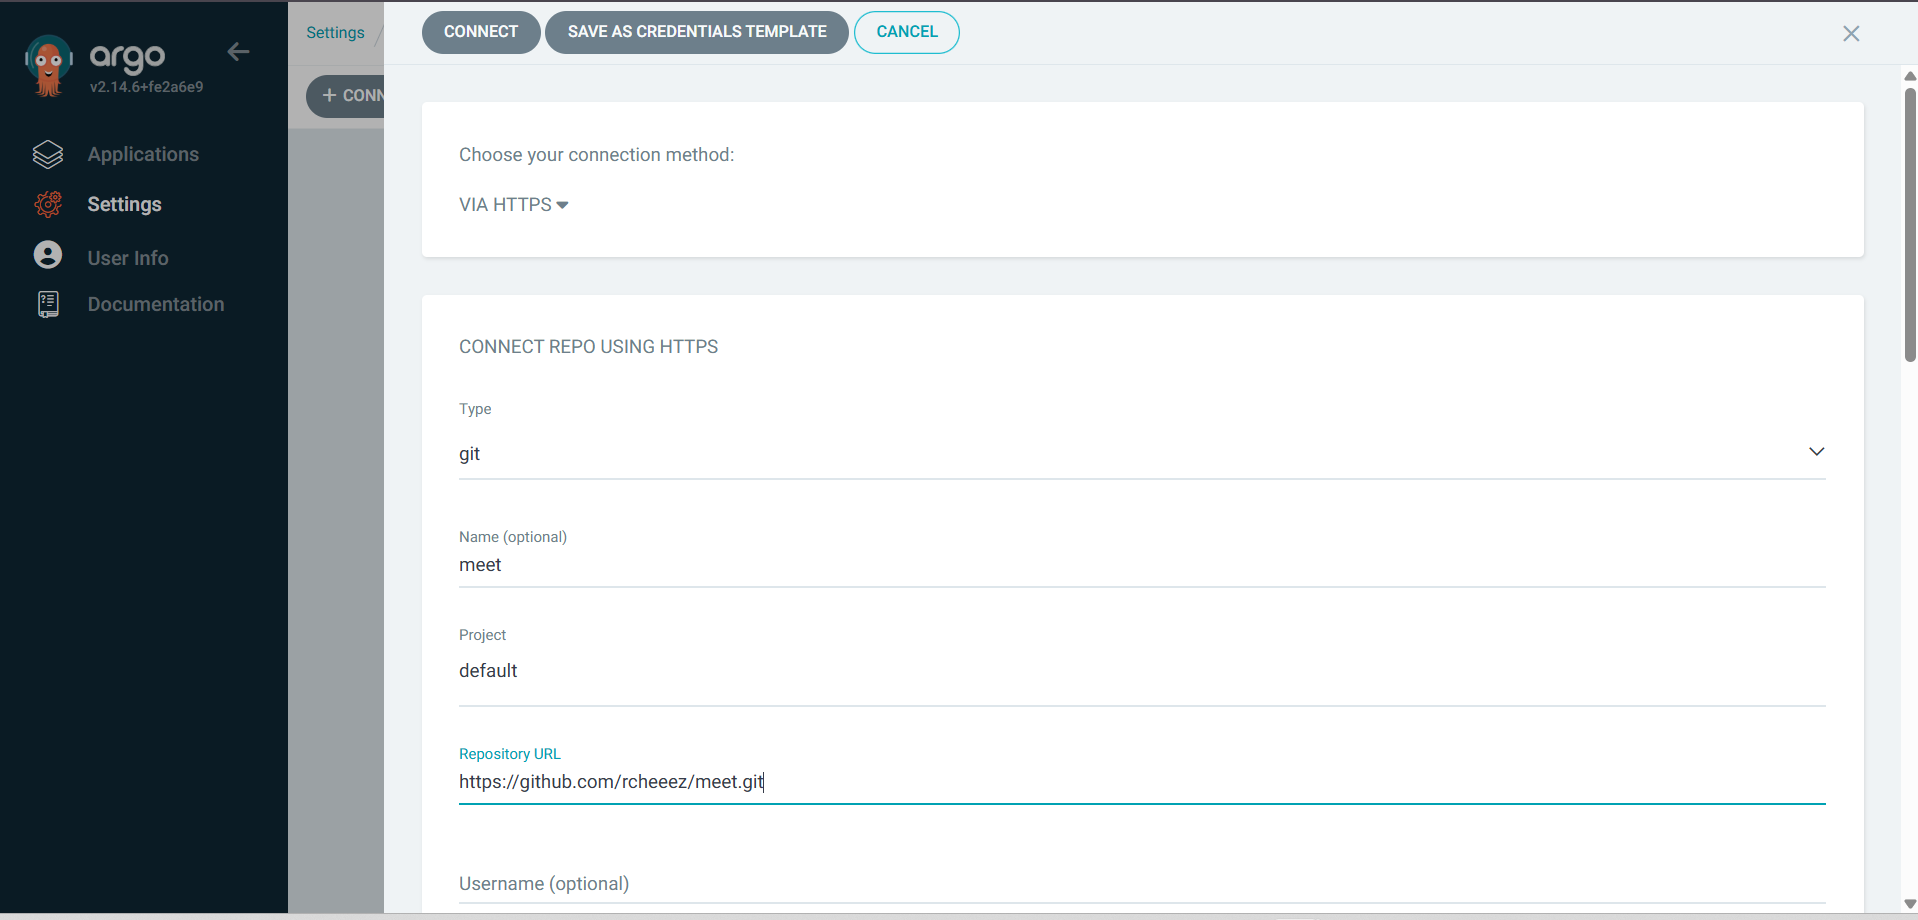 argo
v2.14.6+fe2a6e9
Applications
Settings
User Info
Documentation
Settings /
+ CONN
CONNECT
SAVE AS CREDENTIALS TEMPLATE
CANCEL
Choose your connection method:
VIA HTTPS
CONNECT REPO USING HTTPS
Type
git
Name (optional)
meet
Project
default
Repository URL
https://github.com/rcheeez/meet.git
Username (optional)